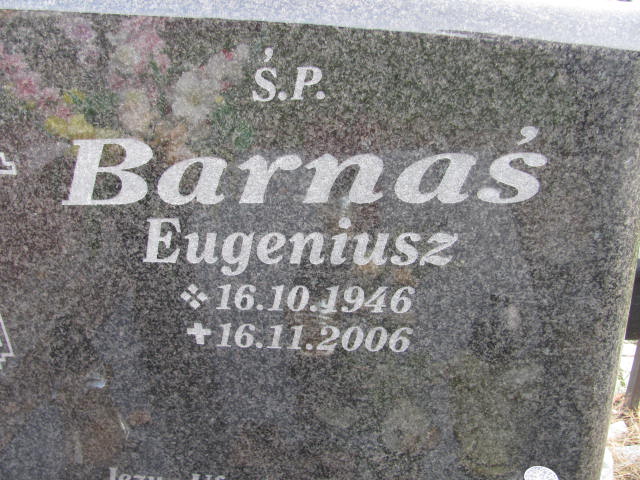 Ś.P.
Barnaś
Eugeniusz
❖ 16.10.1946
✝ 16.11.2006